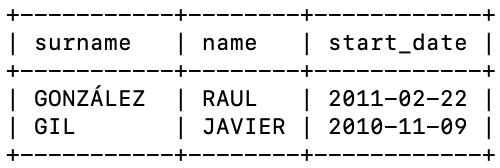 +-----------+--------+------------+
| surname   | name   | start_date |
+-----------+--------+------------+
| GONZÁLEZ  | RAUL   | 2011-02-22 |
| GIL       | JAVIER | 2010-11-09 |
+-----------+--------+------------+